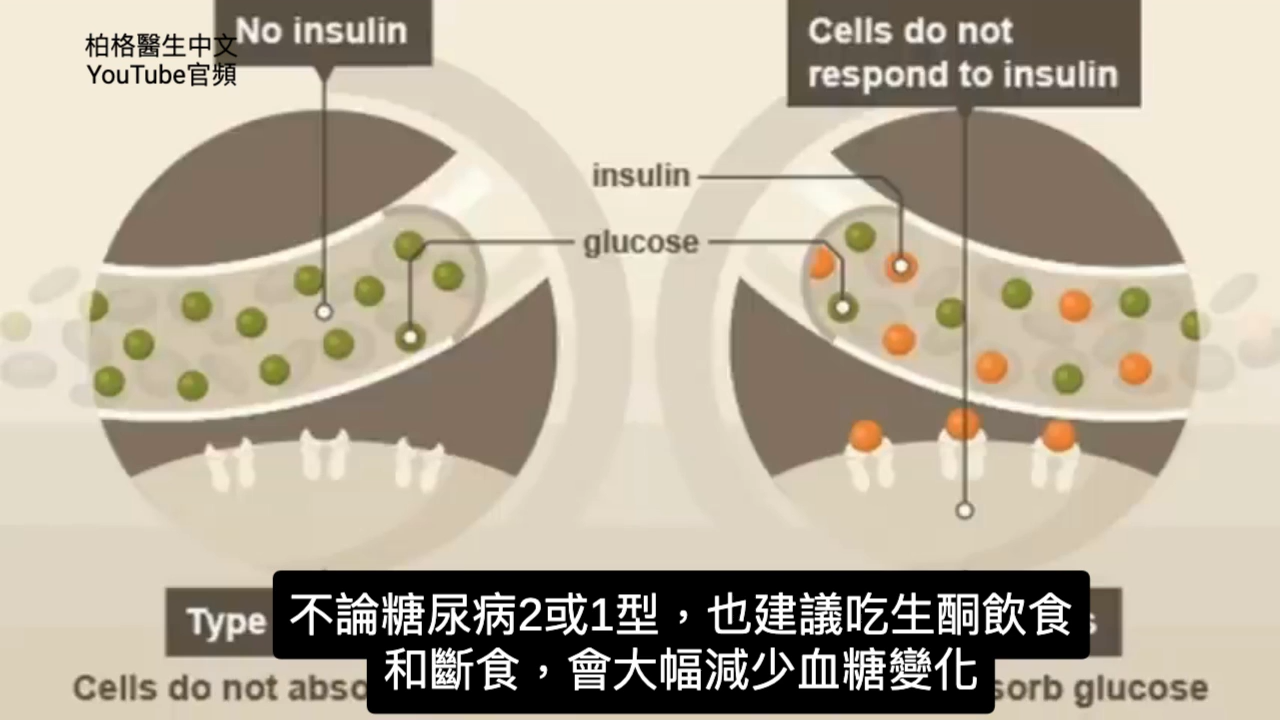 柏格醫生中文
YouTube官頻
No insulin
Cells do not
respond to insulin
insulin
glucose
Type
不論糖尿病2或1型，也建議吃生酮飲食
和斷食，會大幅減少血糖變化
Cells do not
glucose